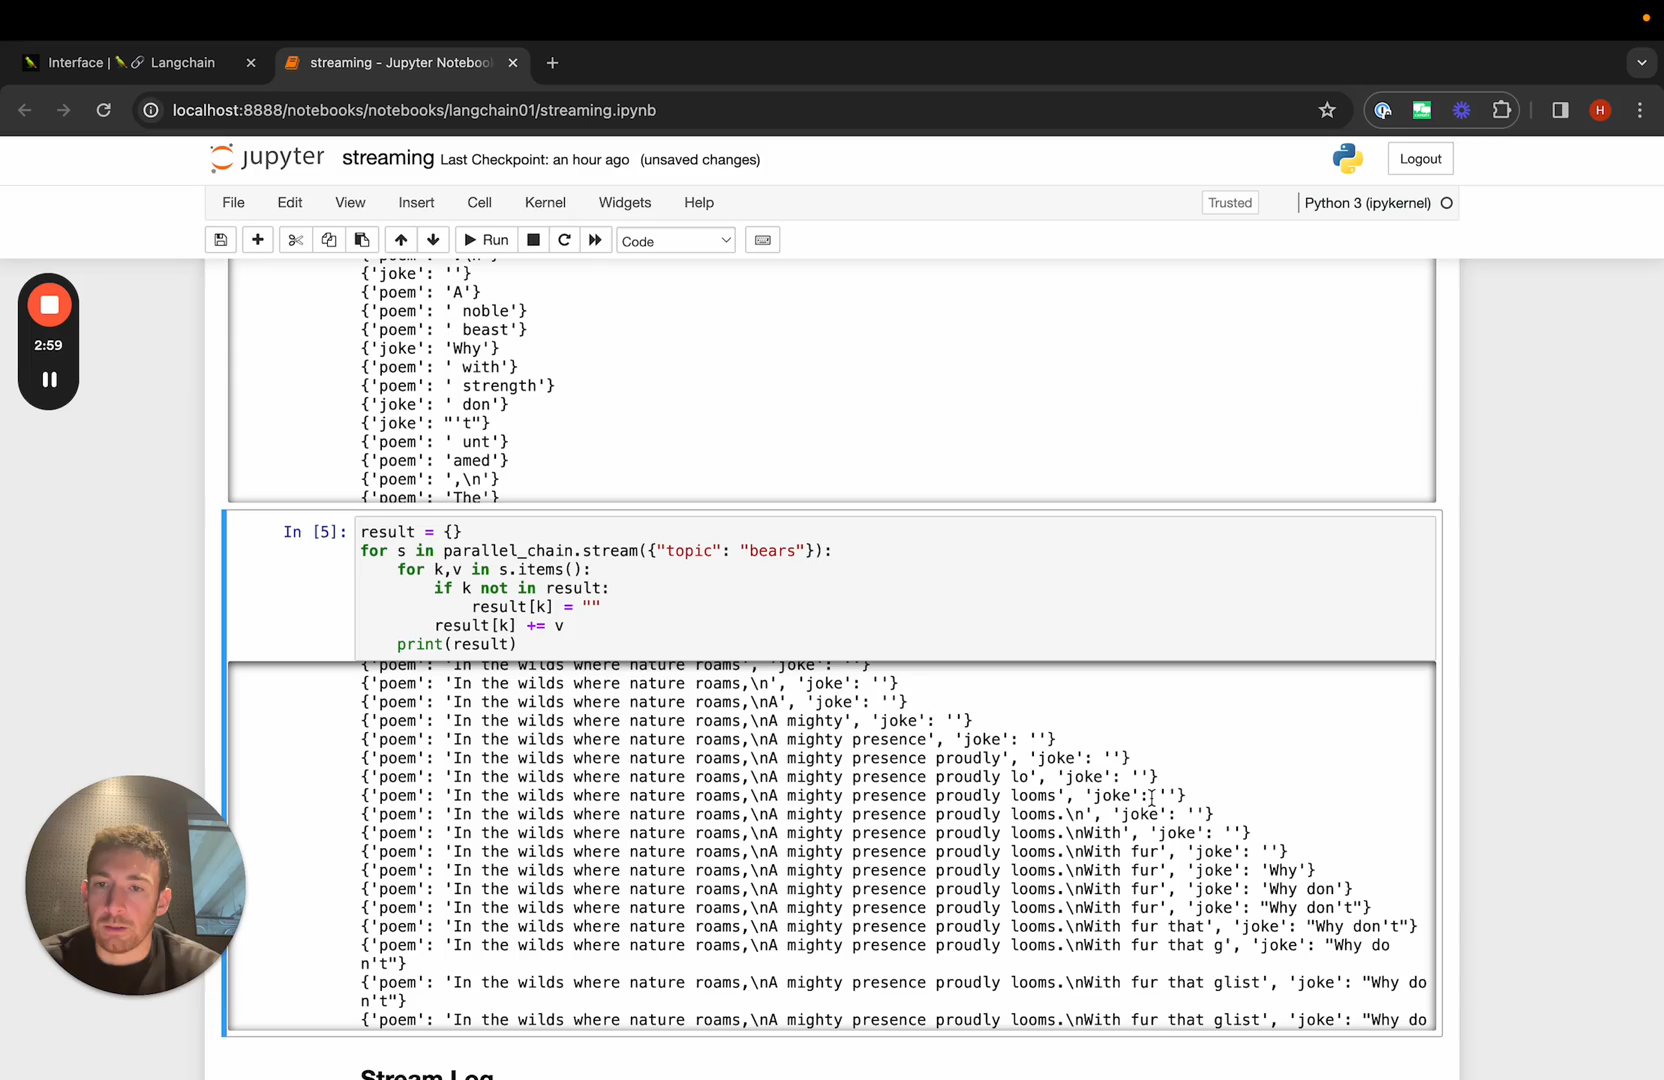 Interface | Langchain
streaming - Jupyter Noteboo
localhost:8888/notebooks/notebooks/langchain01/streaming.ipynb
H
jupyter streaming Last Checkpoint: an hour ago (unsaved changes)
Logout
File Edit View Insert Cell Kernel Widgets Help
Trusted Python 3 (ipykernel)
Run Code
2:59
{'joke': ''}
{'poem': 'A'}
{'poem': ' noble'}
{'poem': ' beast'}
{'joke': 'Why'}
{'poem': ' with'}
{'poem': ' strength'}
{'joke': ' don'}
{'joke': "'t"}
{'poem': ' unt'}
{'poem': 'amed'}
{'poem': ',\n'}
{'poem': 'The'}
In [5]: result = {}
for s in parallel_chain.stream({"topic": "bears"}):
for k,v in s.items():
if k not in result:
result[k] = ""
result[k] += v
print(result)
{'poem': 'In the wilds where nature roams', 'joke': ''}
{'poem': 'In the wilds where nature roams,\n', 'joke': ''}
{'poem': 'In the wilds where nature roams,\nA', 'joke': ''}
{'poem': 'In the wilds where nature roams,\nA mighty', 'joke': ''}
{'poem': 'In the wilds where nature roams,\nA mighty presence', 'joke': ''}
{'poem': 'In the wilds where nature roams,\nA mighty presence proudly', 'joke': ''}
{'poem': 'In the wilds where nature roams,\nA mighty presence proudly lo', 'joke': ''}
{'poem': 'In the wilds where nature roams,\nA mighty presence proudly looms', 'joke': ''}
{'poem': 'In the wilds where nature roams,\nA mighty presence proudly looms.\n', 'joke': ''}
{'poem': 'In the wilds where nature roams,\nA mighty presence proudly looms.\nWith', 'joke': ''}
{'poem': 'In the wilds where nature roams,\nA mighty presence proudly looms.\nWith fur', 'joke': ''}
{'poem': 'In the wilds where nature roams,\nA mighty presence proudly looms.\nWith fur', 'joke': 'Why'}
{'poem': 'In the wilds where nature roams,\nA mighty presence proudly looms.\nWith fur', 'joke': 'Why don'}
{'poem': 'In the wilds where nature roams,\nA mighty presence proudly looms.\nWith fur', 'joke': "Why don't"}
{'poem': 'In the wilds where nature roams,\nA mighty presence proudly looms.\nWith fur that', 'joke': "Why don't"}
{'poem': 'In the wilds where nature roams,\nA mighty presence proudly looms.\nWith fur that g', 'joke': "Why do
n't"}
{'poem': 'In the wilds where nature roams,\nA mighty presence proudly looms.\nWith fur that glist', 'joke': "Why do
n't"}
{'poem': 'In the wilds where nature roams,\nA mighty presence proudly looms.\nWith fur that glist', 'joke': "Why do
Stream Log